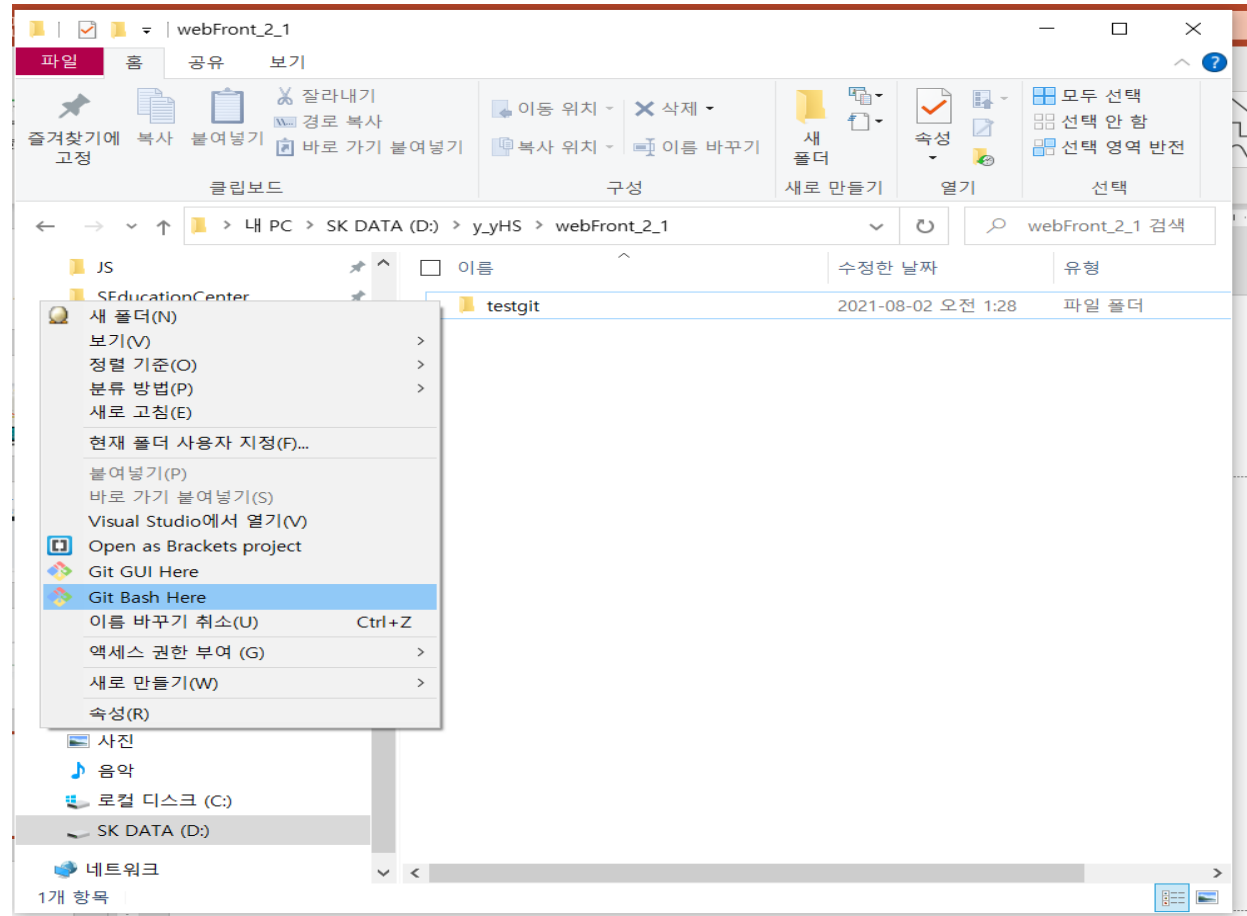 webFront_2_1
파일 홈 공유 보기
즐겨찾기에 고정
복사
붙여넣기
잘라내기
경로 복사
바로 가기 붙여넣기
이동 위치
삭제
복사 위치
이름 바꾸기
새 폴더
속성
모두 선택
선택 안 함
선택 영역 반전
클립보드 구성 새로 만들기 열기 선택
내 PC > SK DATA (D:) > y_yHS > webFront_2_1
webFront_2_1 검색
JS
SEducationCenter
이름 수정한 날짜 유형
testgit 2021-08-02 오전 1:28 파일 폴더
새 폴더(N)
보기(V) >
정렬 기준(O) >
분류 방법(P) >
새로 고침(E)
현재 폴더 사용자 지정(F)...
붙여넣기(P)
바로 가기 붙여넣기(S)
Visual Studio에서 열기(V)
Open as Brackets project
Git GUI Here
Git Bash Here
이름 바꾸기 취소(U) Ctrl+Z
액세스 권한 부여 (G) >
새로 만들기(W) >
속성(R)
사진
음악
로컬 디스크 (C:)
SK DATA (D:)
네트워크
1개 항목